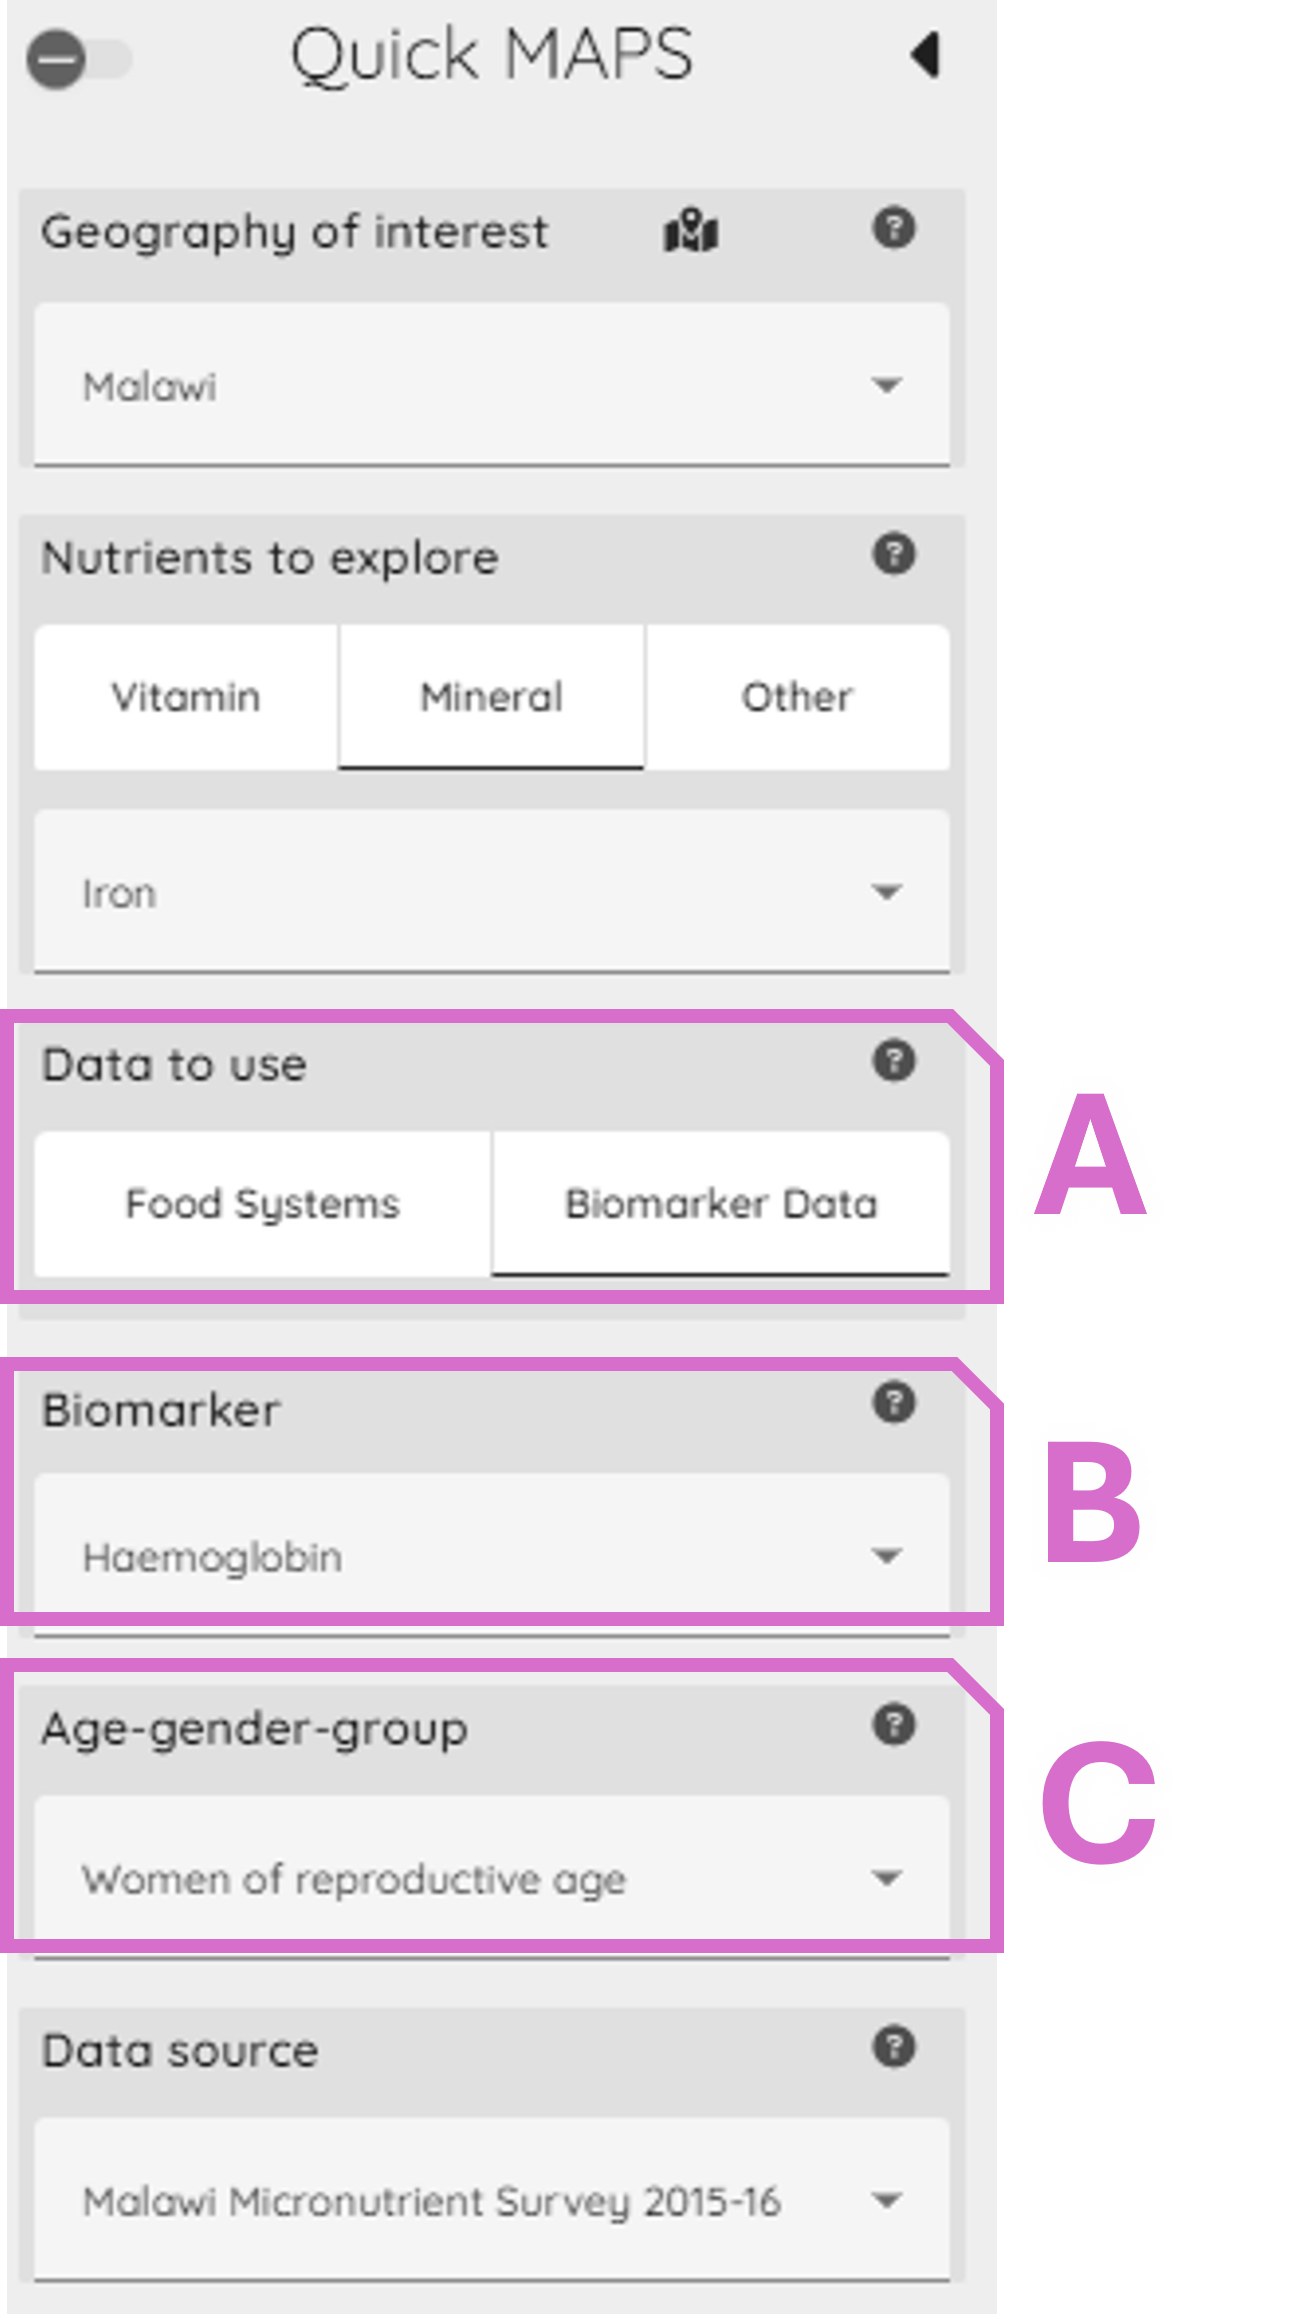 Quick MAPS
Geography of interest
Malawi
Nutrients to explore
Vitamin Mineral Other
Iron
Data to use
Food Systems Biomarker Data
A
Biomarker
Haemoglobin
B
Age-gender-group
Women of reproductive age
C
Data source
Malawi Micronutrient Survey 2015-16